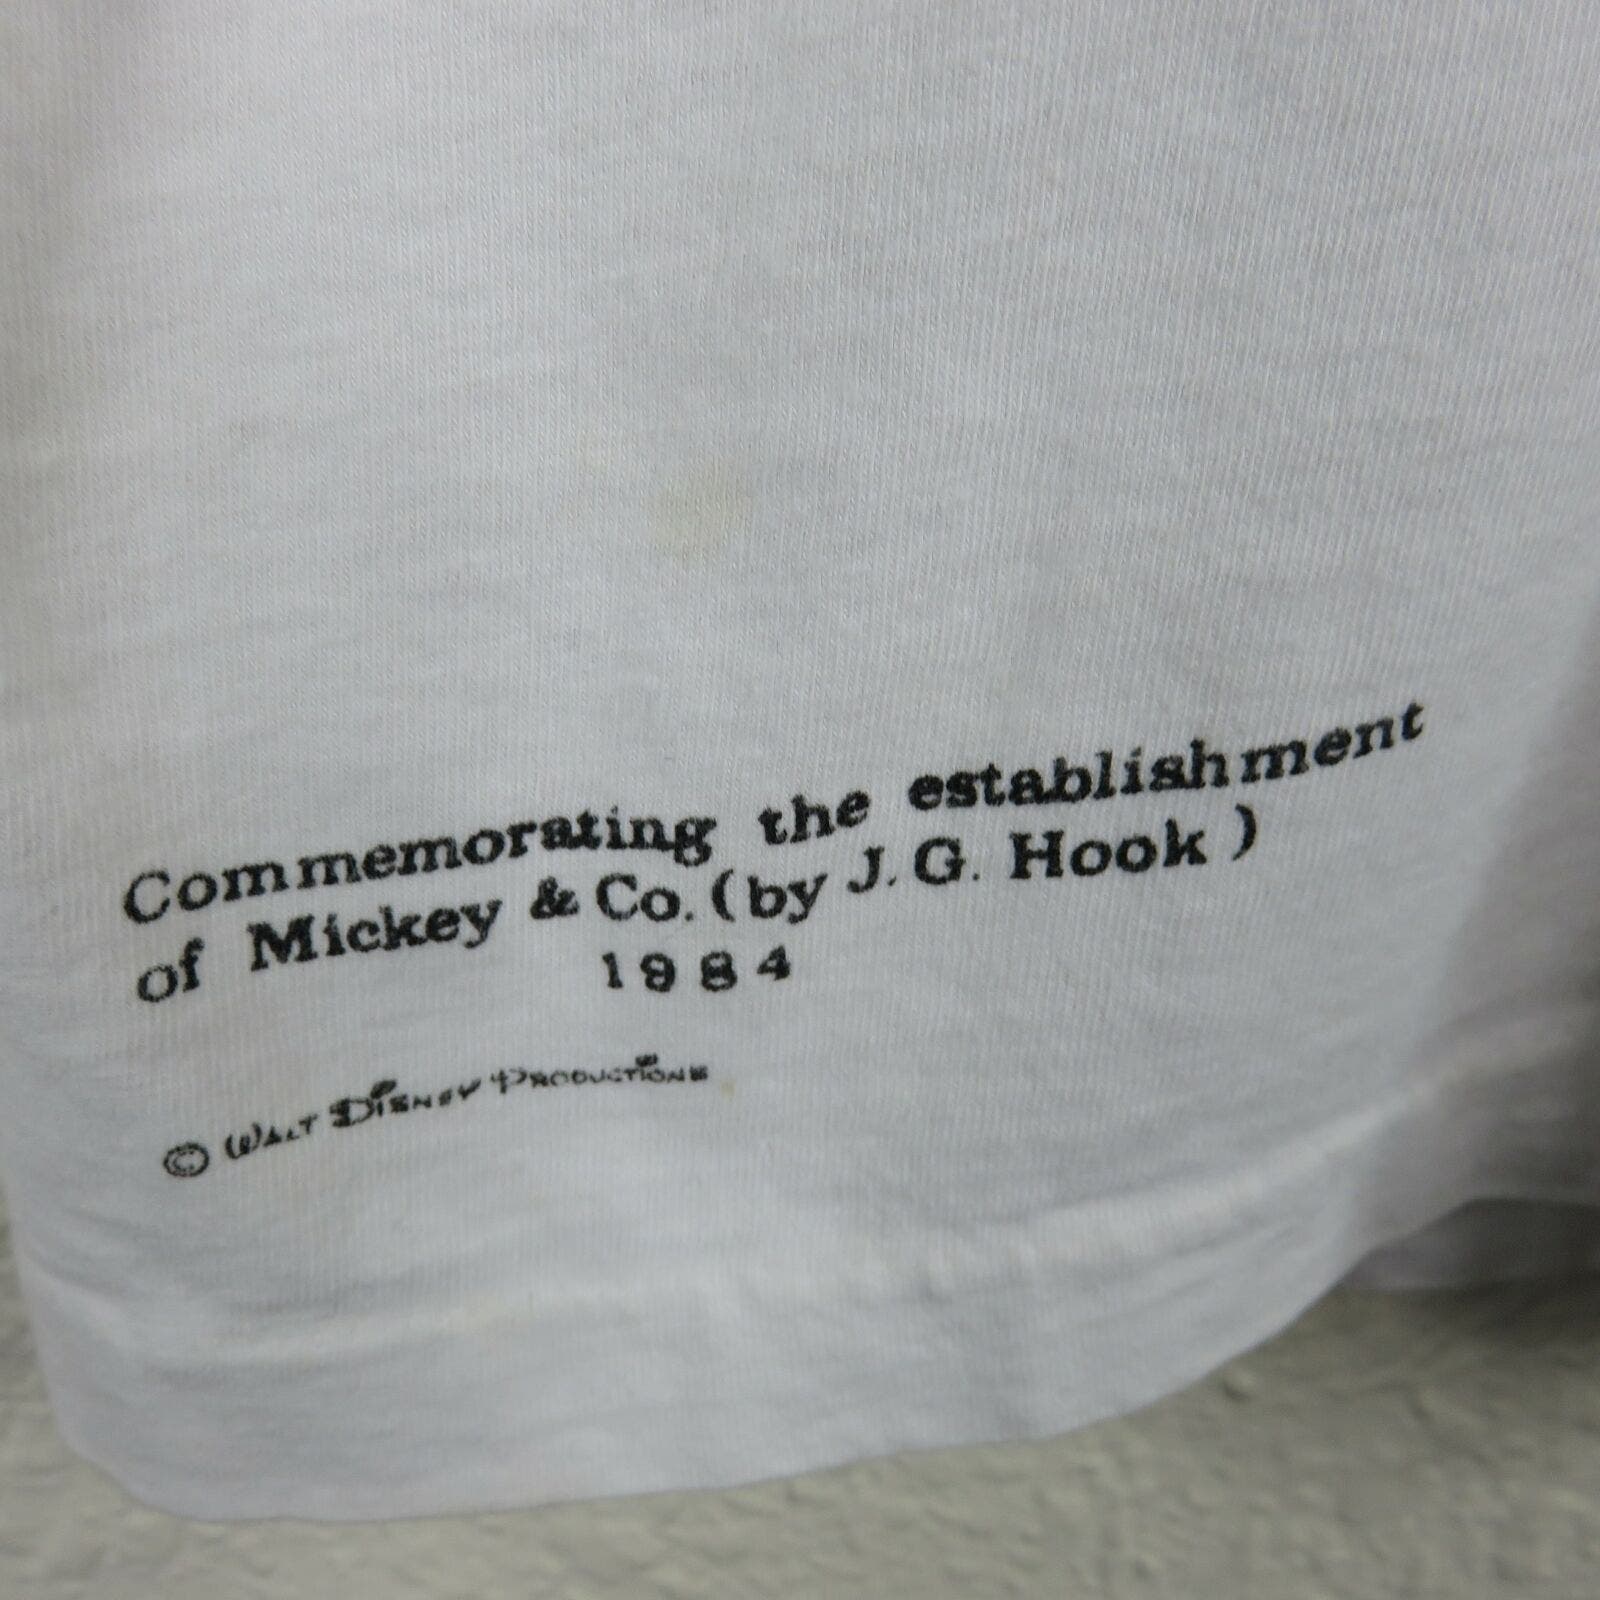 Commemorating the establishment
of Mickey & Co. (by J. G. Hook)
1984
© WALT DISNEY PRODUCTIONS